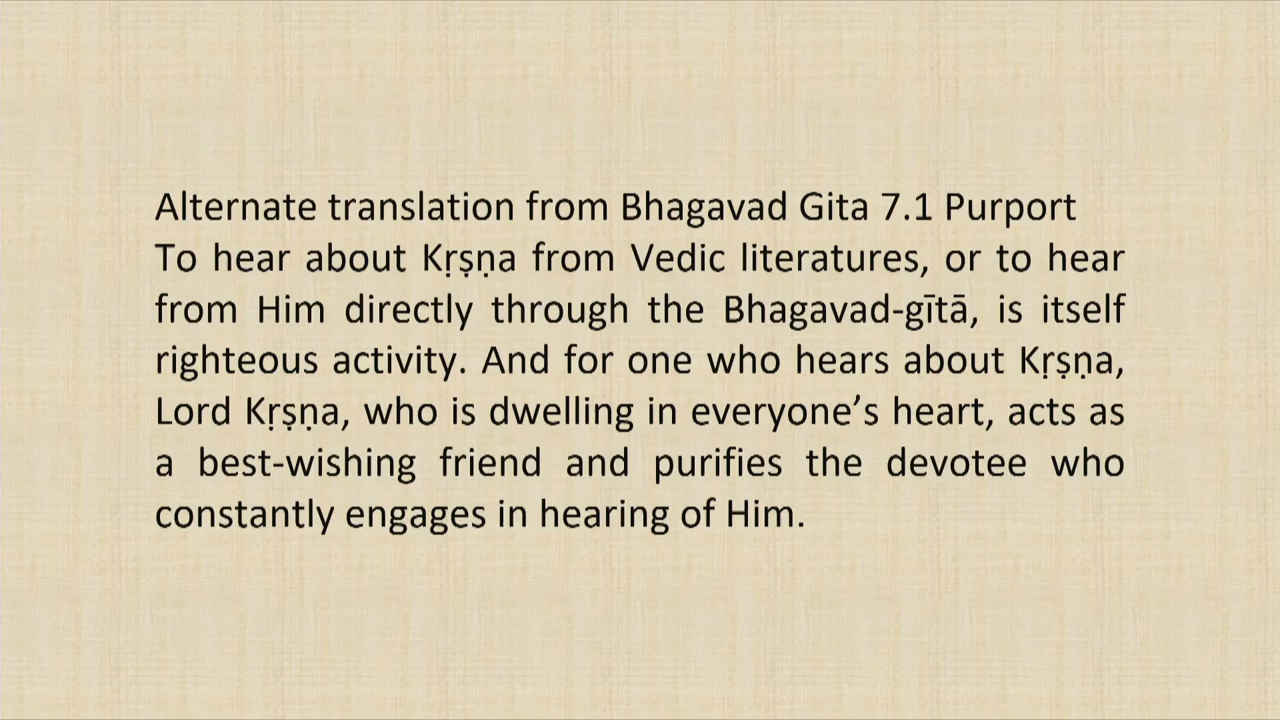 Alternate translation from Bhagavad Gita 7.1 Purport
To hear about Kṛṣṇa from Vedic literatures, or to hear
from Him directly through the Bhagavad-gītā, is itself
righteous activity. And for one who hears about Kṛṣṇa,
Lord Kṛṣṇa, who is dwelling in everyone’s heart, acts as
a best-wishing friend and purifies the devotee who
constantly engages in hearing of Him.